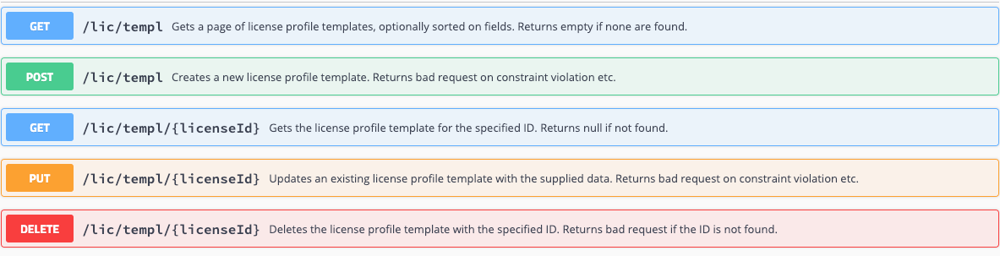 GET /lic/templ Gets a page of license profile templates, optionally sorted on fields. Returns empty if none are found.
POST /lic/templ Creates a new license profile template. Returns bad request on constraint violation etc.
GET /lic/templ/{licenseId} Gets the license profile template for the specified ID. Returns null if not found.
PUT /lic/templ/{licenseId} Updates an existing license profile template with the supplied data. Returns bad request on constraint violation etc.
DELETE /lic/templ/{licenseId} Deletes the license profile template with the specified ID. Returns bad request if the ID is not found.